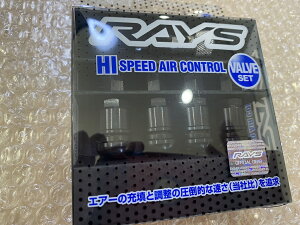 RAYS
HI SPEED AIR CONTROL
VALVE
SET
RAYS
エアーの充填と調整の圧倒的な速さ(当社比)を追求